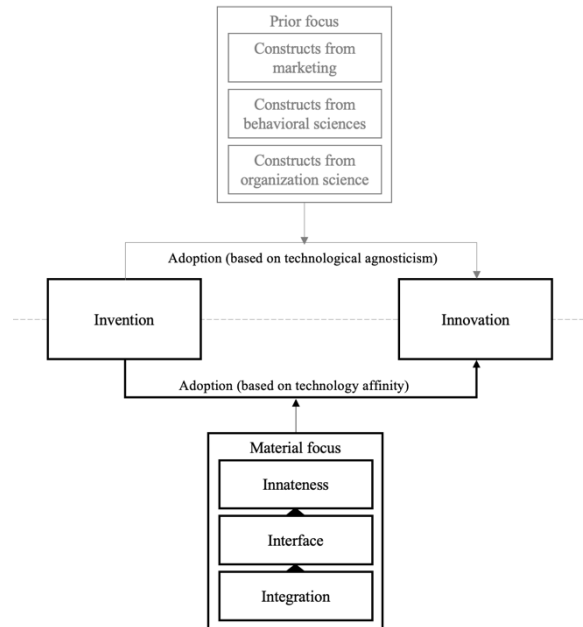 Prior focus
Constructs from
marketing
Constructs from
behavioral sciences
Constructs from
organization science
Adoption (based on technological agnosticism)
Invention
Innovation
Adoption (based on technology affinity)
Material focus
Innateness
Interface
Integration